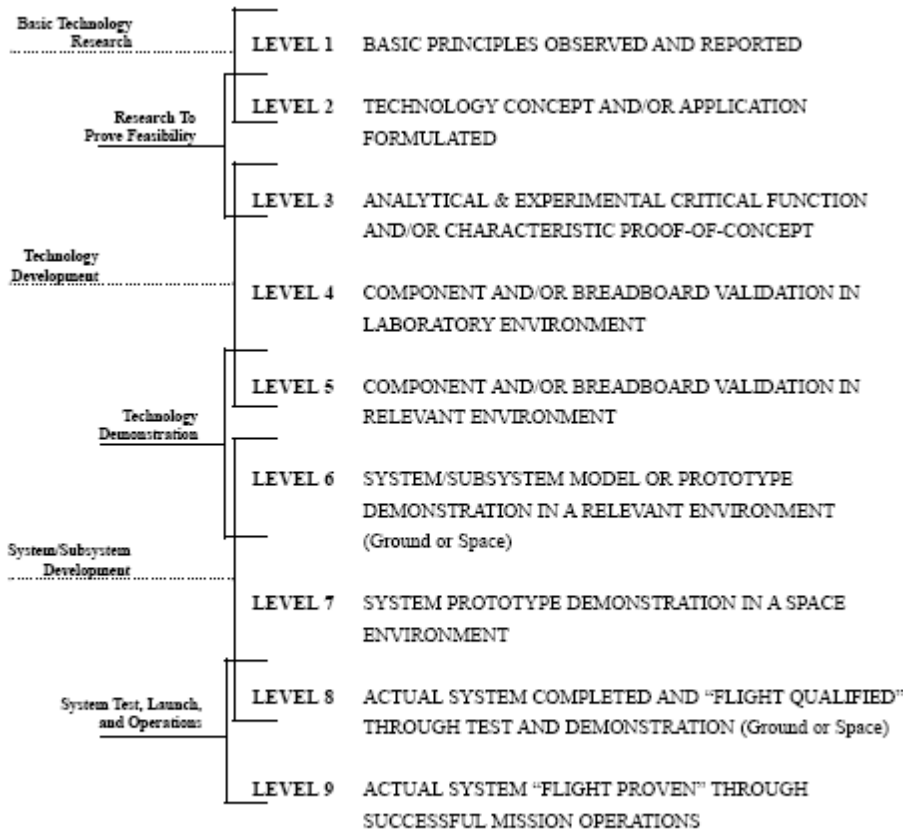 Basic Technology
Research
LEVEL 1 BASIC PRINCIPLES OBSERVED AND REPORTED
Research To
Prove Feasibility
LEVEL 2 TECHNOLOGY CONCEPT AND/OR APPLICATION
FORMULATED
LEVEL 3 ANALYTICAL & EXPERIMENTAL CRITICAL FUNCTION
AND/OR CHARACTERISTIC PROOF-OF-CONCEPT
Technology
Development
LEVEL 4 COMPONENT AND/OR BREADBOARD VALIDATION IN
LABORATORY ENVIRONMENT
LEVEL 5 COMPONENT AND/OR BREADBOARD VALIDATION IN
RELEVANT ENVIRONMENT
Technology
Demonstration
LEVEL 6 SYSTEM/SUBSYSTEM MODEL OR PROTOTYPE
DEMONSTRATION IN A RELEVANT ENVIRONMENT
(Ground or Space)
System/Subsystem
Development
LEVEL 7 SYSTEM PROTOTYPE DEMONSTRATION IN A SPACE
ENVIRONMENT
System Test, Launch,
and Operations
LEVEL 8 ACTUAL SYSTEM COMPLETED AND “FLIGHT QUALIFIED”
THROUGH TEST AND DEMONSTRATION (Ground or Space)
LEVEL 9 ACTUAL SYSTEM “FLIGHT PROVEN” THROUGH
SUCCESSFUL MISSION OPERATIONS